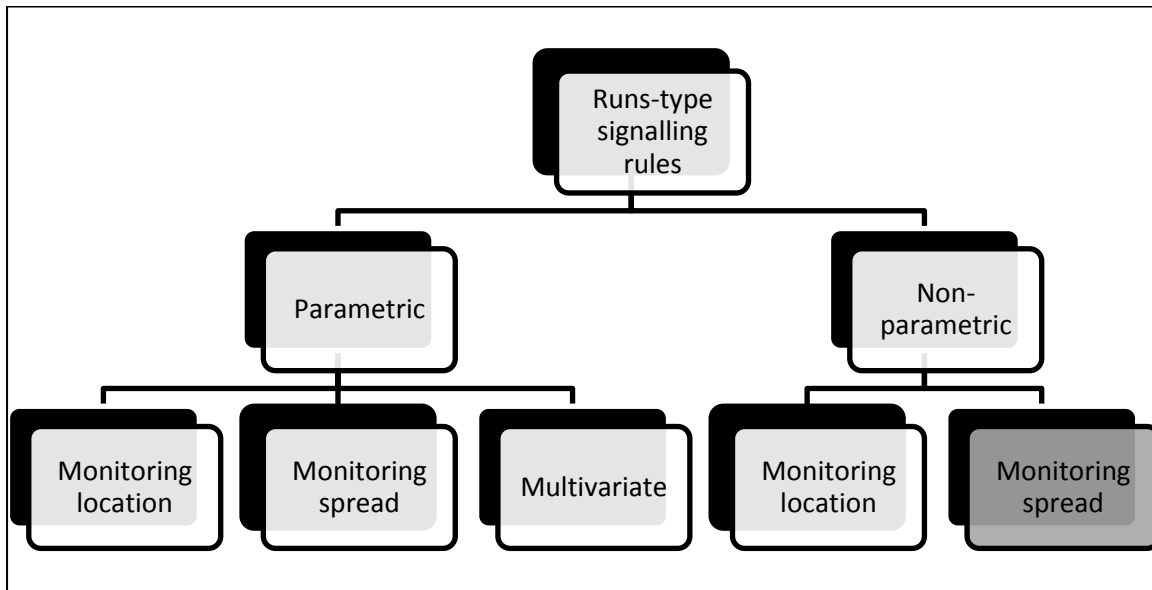 Runs-type
signalling
rules
Parametric
Non-
parametric
Monitoring
location
Monitoring
spread
Multivariate
Monitoring
location
Monitoring
spread